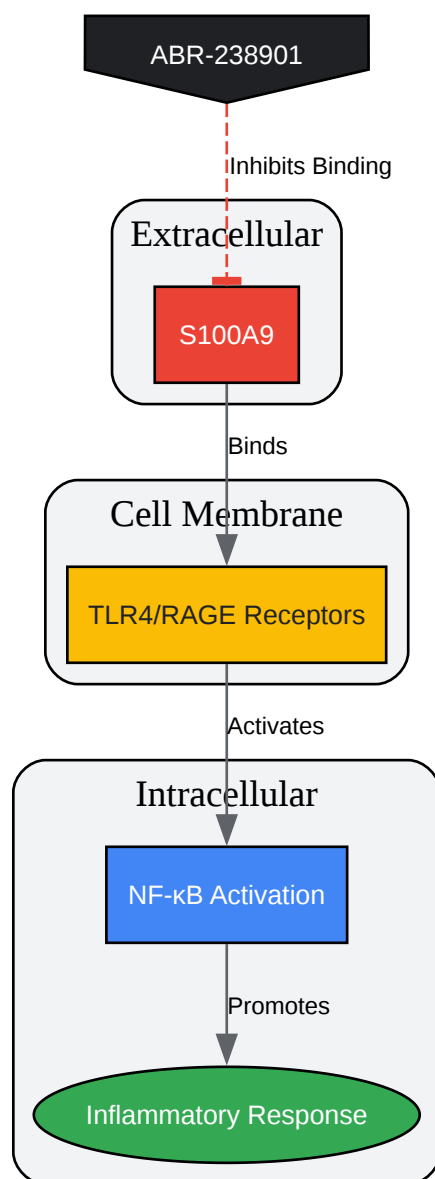 ABR-238901
Inhibits Binding
Extracellular
S100A9
Binds
Cell Membrane
TLR4/RAGE Receptors
Activates
Intracellular
NF-κB Activation
Promotes
Inflammatory Response